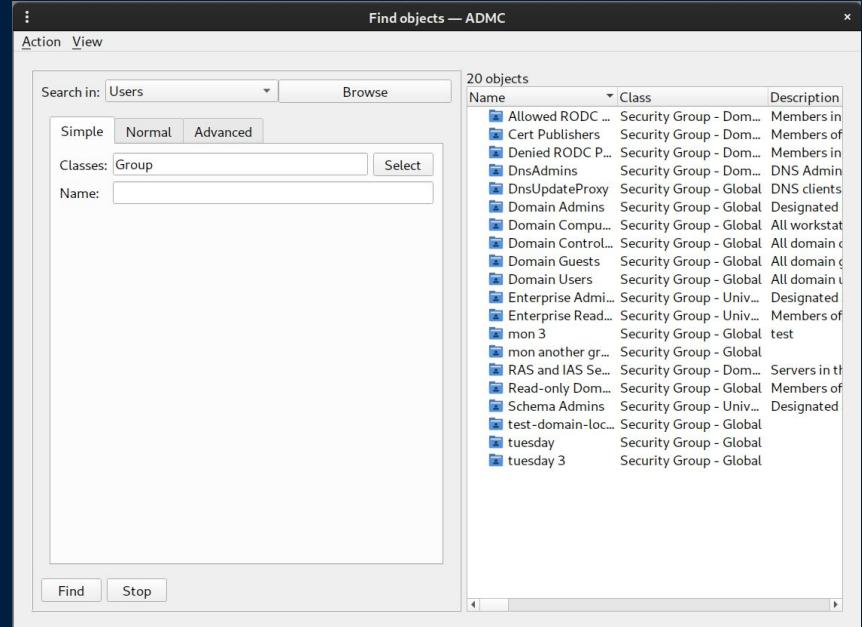 Find objects — ADMC
×
Action View
Search in: Users Browse
Simple Normal Advanced
Classes: Group Select
Name:
Find Stop
20 objects
Name Class Description
Allowed RODC ... Security Group - Dom... Members in
Cert Publishers Security Group - Dom... Members of
Denied RODC P... Security Group - Dom... Members in
DnsAdmins Security Group - Dom... DNS Admin
DnsUpdateProxy Security Group - Global DNS clients
Domain Admins Security Group - Global Designated
Domain Compu... Security Group - Global All workstat
Domain Control... Security Group - Global All domain c
Domain Guests Security Group - Global All domain g
Domain Users Security Group - Global All domain u
Enterprise Admi... Security Group - Univ... Designated
Enterprise Read... Security Group - Univ... Members of
mon 3 Security Group - Global test
mon another gr... Security Group - Global
RAS and IAS Se... Security Group - Dom... Servers in th
Read-only Dom... Security Group - Global Members of
Schema Admins Security Group - Univ... Designated
test-domain-loc... Security Group - Global
tuesday Security Group - Global
tuesday 3 Security Group - Global